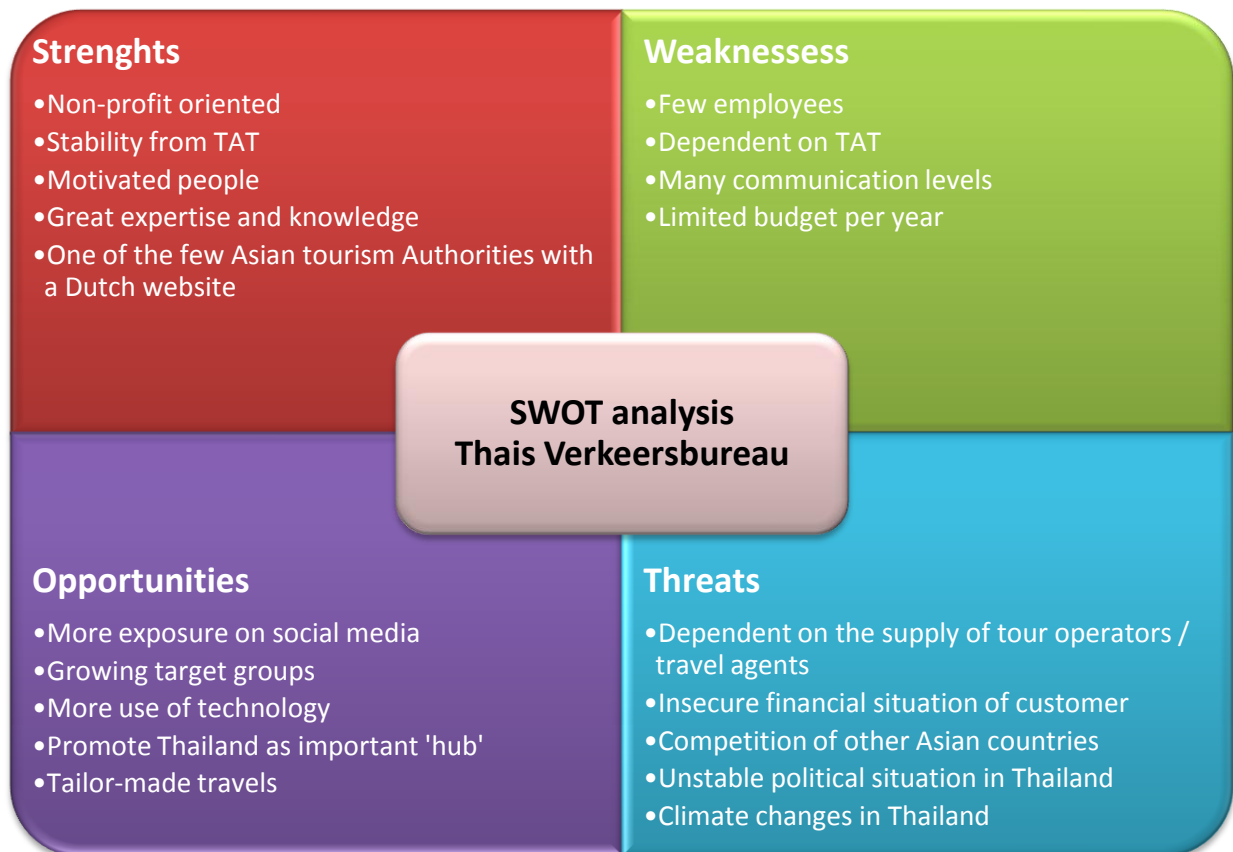 Strenghts
•Non-profit oriented
•Stability from TAT
•Motivated people
•Great expertise and knowledge
•One of the few Asian tourism Authorities with
a Dutch website
Weaknessess
•Few employees
•Dependent on TAT
•Many communication levels
•Limited budget per year
SWOT analysis
Thais Verkeersbureau
Opportunities
•More exposure on social media
•Growing target groups
•More use of technology
•Promote Thailand as important 'hub'
•Tailor-made travels
Threats
•Dependent on the supply of tour operators /
travel agents
•Insecure financial situation of customer
•Competition of other Asian countries
•Unstable political situation in Thailand
•Climate changes in Thailand